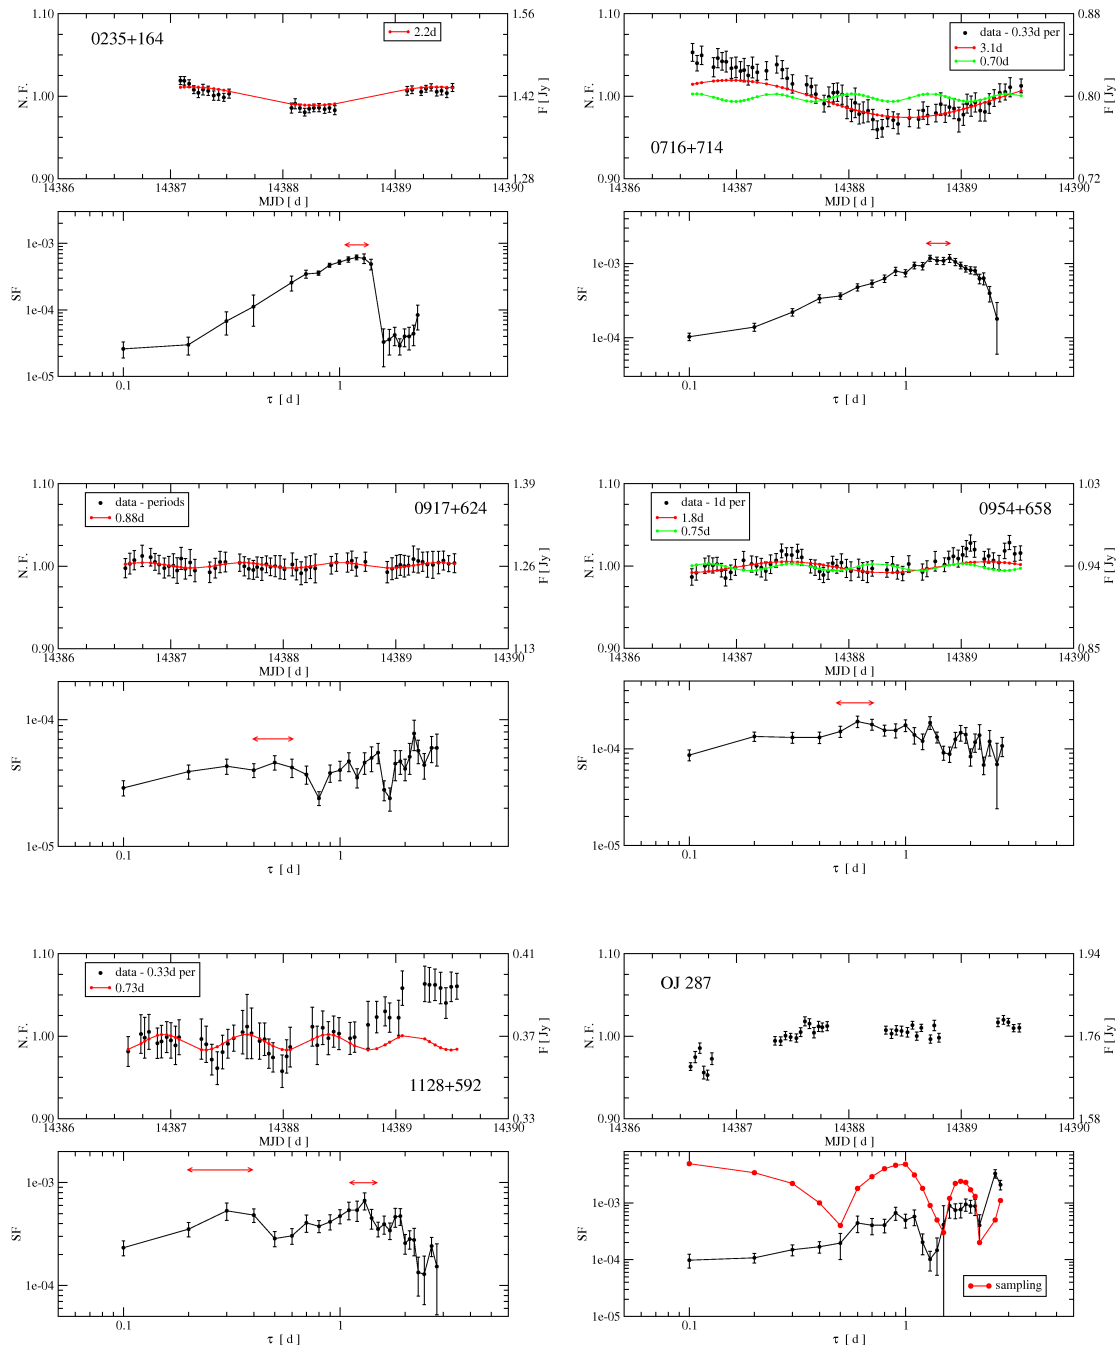 1.10
1.00
0.90
N. F.
0235+164
2.2d
1.56
1.42
1.28
F [ Jy ]
14386 14387 14388 14389 14390
MJD [ d ]
1e-03
1e-04
1e-05
SF
0.1 1
τ [ d ]
1.10
1.00
0.90
N. F.
data - 0.33d per
3.1d
0.70d
0716+714
0.88
0.80
0.72
F [ Jy ]
14386 14387 14388 14389 14390
MJD [ d ]
1e-03
1e-04
SF
0.1 1
τ [ d ]
1.10
1.00
0.90
N. F.
data - periods
0.88d
0917+624
1.39
1.26
1.13
F [ Jy ]
14386 14387 14388 14389 14390
MJD [ d ]
1e-04
1e-05
SF
0.1 1
τ [ d ]
1.10
1.00
0.90
N. F.
data - 1d per
1.8d
0.75d
0954+658
1.03
0.94
0.85
F [ Jy ]
14386 14387 14388 14389 14390
MJD [ d ]
1e-04
1e-05
SF
0.1 1
τ [ d ]
1.10
1.00
0.90
N. F.
data - 0.33d per
0.73d
1128+592
0.41
0.37
0.33
F [ Jy ]
14386 14387 14388 14389 14390
MJD [ d ]
1e-03
1e-04
SF
0.1 1
τ [ d ]
1.10
1.00
0.90
N. F.
OJ 287
1.94
1.76
1.58
F [ Jy ]
14386 14387 14388 14389 14390
MJD [ d ]
1e-03
1e-04
1e-05
SF
sampling
0.1 1
τ [ d ]